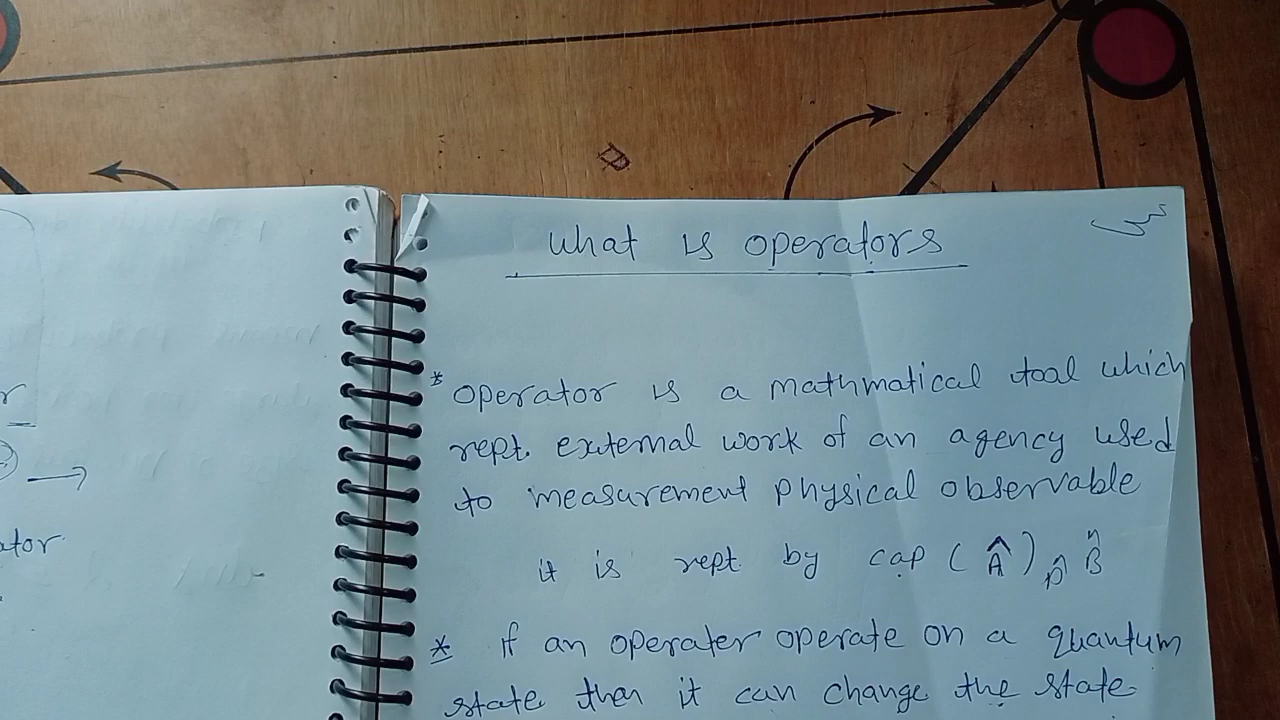 What is operators
* operator is a mathmatical tool which
rept. external work of an agency used
to measurement physical observable
it is rept by cap (Â), p̂ B̂
* if an operater operate on a quantum
state then it can change the state
r
ator